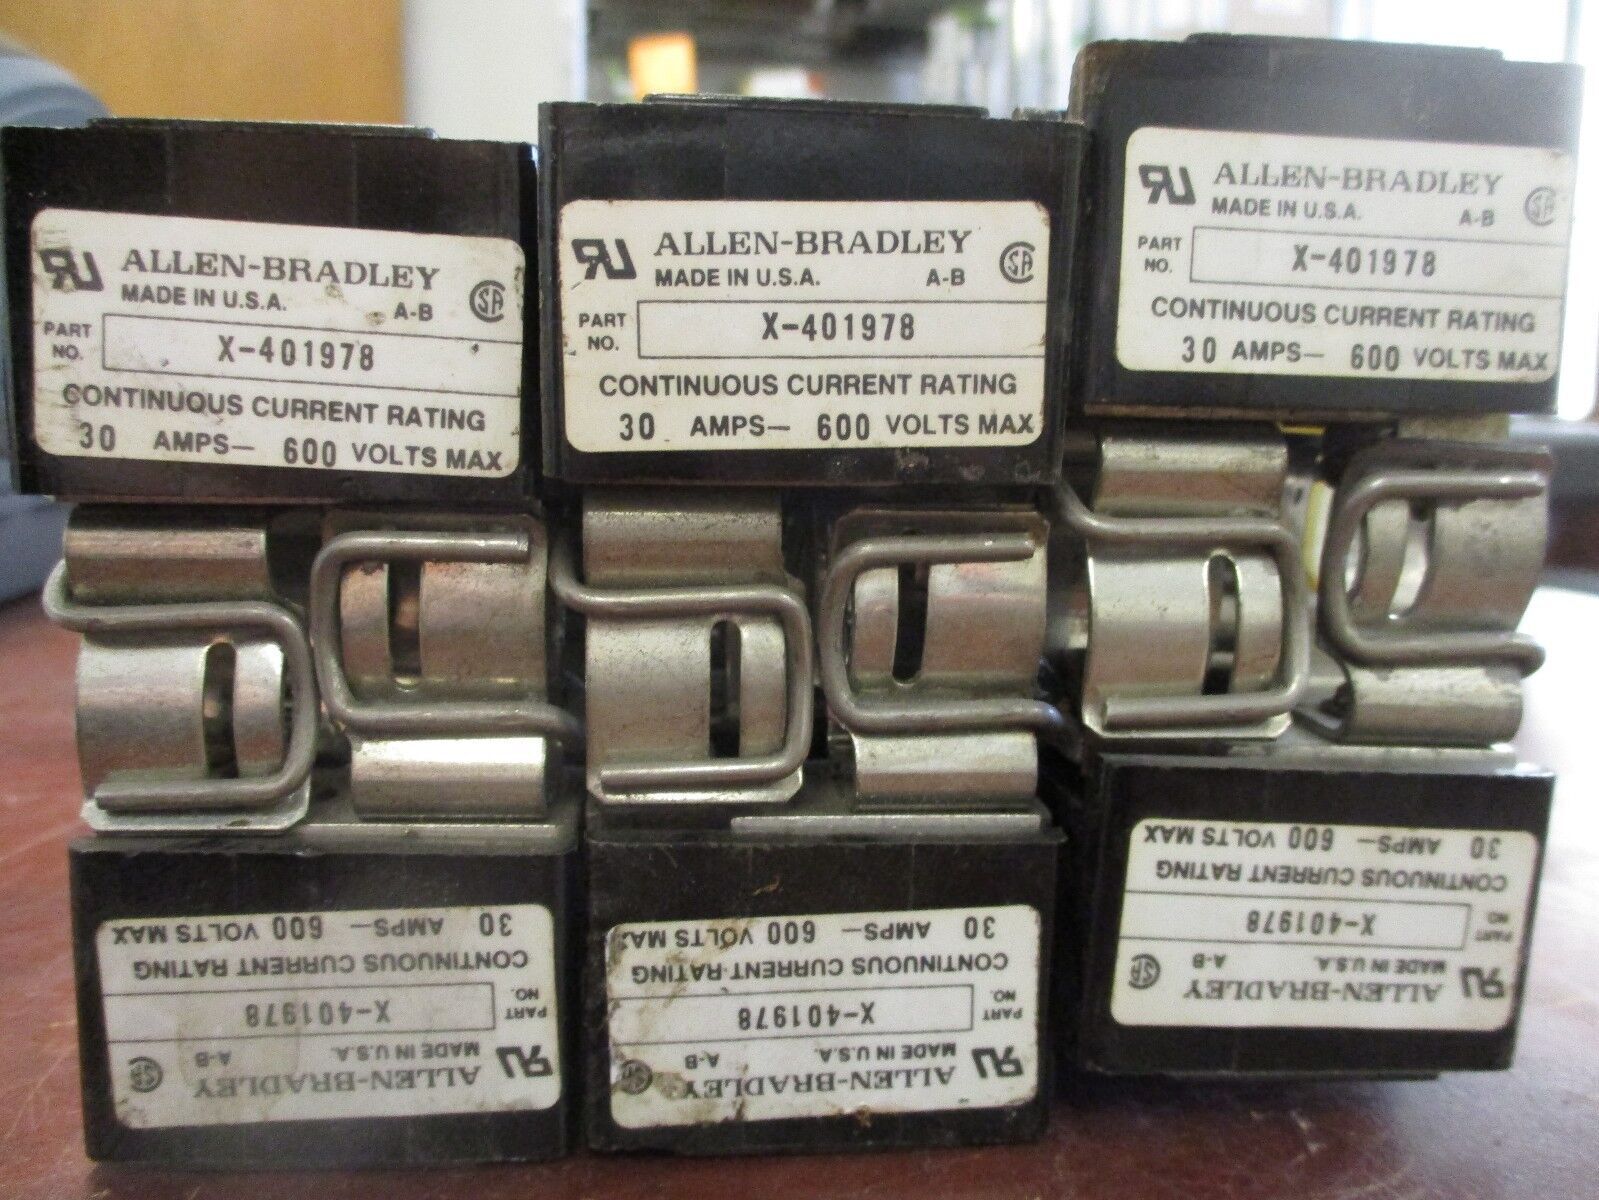 ALLEN-BRADLEY
MADE IN U.S.A. A-B
PART NO. X-401978
CONTINUOUS CURRENT RATING
30 AMPS— 600 VOLTS MAX
ALLEN-BRADLEY
MADE IN U.S.A. A-B
PART NO. X-401978
CONTINUOUS CURRENT RATING
30 AMPS— 600 VOLTS MAX
ALLEN-BRADLEY
MADE IN U.S.A. A-B
PART NO. X-401978
CONTINUOUS CURRENT RATING
30 AMPS— 600 VOLTS MAX
ALLEN-BRADLEY
MADE IN U.S.A. A-B
PART NO. X-401978
CONTINUOUS CURRENT RATING
30 AMPS— 600 VOLTS MAX
ALLEN-BRADLEY
MADE IN U.S.A. A-B
PART NO. X-401978
CONTINUOUS CURRENT RATING
30 AMPS— 600 VOLTS MAX
ALLEN-BRADLEY
MADE IN U.S.A. A-B
PART NO. X-401978
CONTINUOUS CURRENT RATING
30 AMPS— 600 VOLTS MAX